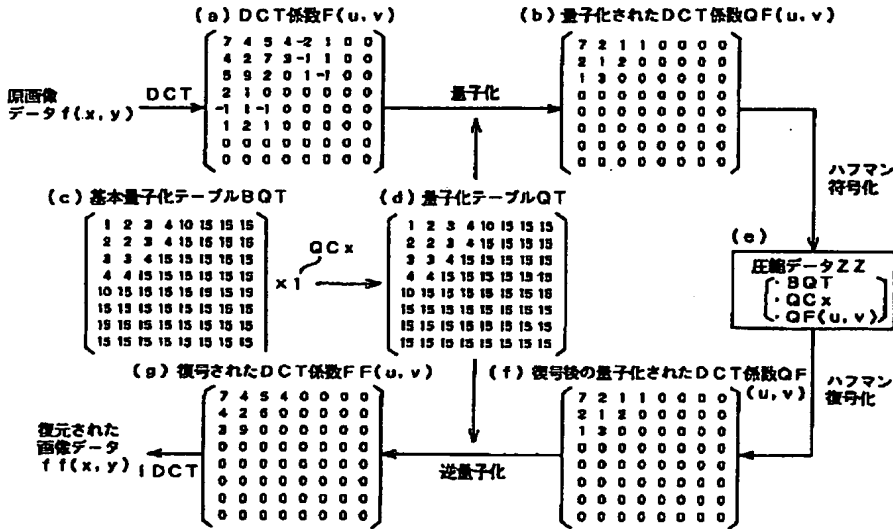 (a) DCT係数F(u, v)
7 4 5 4 -2 1 0 0
4 2 7 3 -1 1 0 0
5 9 2 0 1 -1 0 0
2 1 0 0 0 0 0 0
-1 1 -1 0 0 0 0 0
1 2 1 0 0 0 0 0
0 0 0 0 0 0 0 0
0 0 0 0 0 0 0 0
原画像
データf(x, y)
DCT
量子化
(b) 量子化されたDCT係数QF(u, v)
7 2 1 1 0 0 0 0
2 1 2 0 0 0 0 0
1 3 0 0 0 0 0 0
0 0 0 0 0 0 0 0
0 0 0 0 0 0 0 0
0 0 0 0 0 0 0 0
0 0 0 0 0 0 0 0
0 0 0 0 0 0 0 0
ハフマン
符号化
(c) 基本量子化テーブルBQT
1 2 3 4 10 15 15 15
2 2 3 4 15 15 15 15
3 3 4 15 15 15 15 15
4 4 15 15 15 15 15 15
10 15 15 15 15 15 15 15
15 15 15 15 15 15 15 15
15 15 15 15 15 15 15 15
15 15 15 15 15 15 15 15
QCx
×1
(d) 量子化テーブルQT
1 2 3 4 10 15 15 15
2 2 3 4 15 15 15 15
3 3 4 15 15 15 15 15
4 4 15 15 15 15 15 15
10 15 15 15 15 15 15 15
15 15 15 15 15 15 15 15
15 15 15 15 15 15 15 15
15 15 15 15 15 15 15 15
(e)
圧縮データZZ
・BQT
・QCx
・QF(u, v)
ハフマン
復号化
(f) 復号後の量子化されたDCT係数QF
(u, v)
7 2 1 1 0 0 0 0
2 1 2 0 0 0 0 0
1 3 0 0 0 0 0 0
0 0 0 0 0 0 0 0
0 0 0 0 0 0 0 0
0 0 0 0 0 0 0 0
0 0 0 0 0 0 0 0
0 0 0 0 0 0 0 0
逆量子化
(g) 復号されたDCT係数FF(u, v)
7 4 5 4 0 0 0 0
4 2 6 0 0 0 0 0
3 9 0 0 0 0 0 0
0 0 0 0 0 0 0 0
0 0 0 0 0 0 0 0
0 0 0 0 0 0 0 0
0 0 0 0 0 0 0 0
0 0 0 0 0 0 0 0
iDCT
復元された
画像データ
ff(x, y)